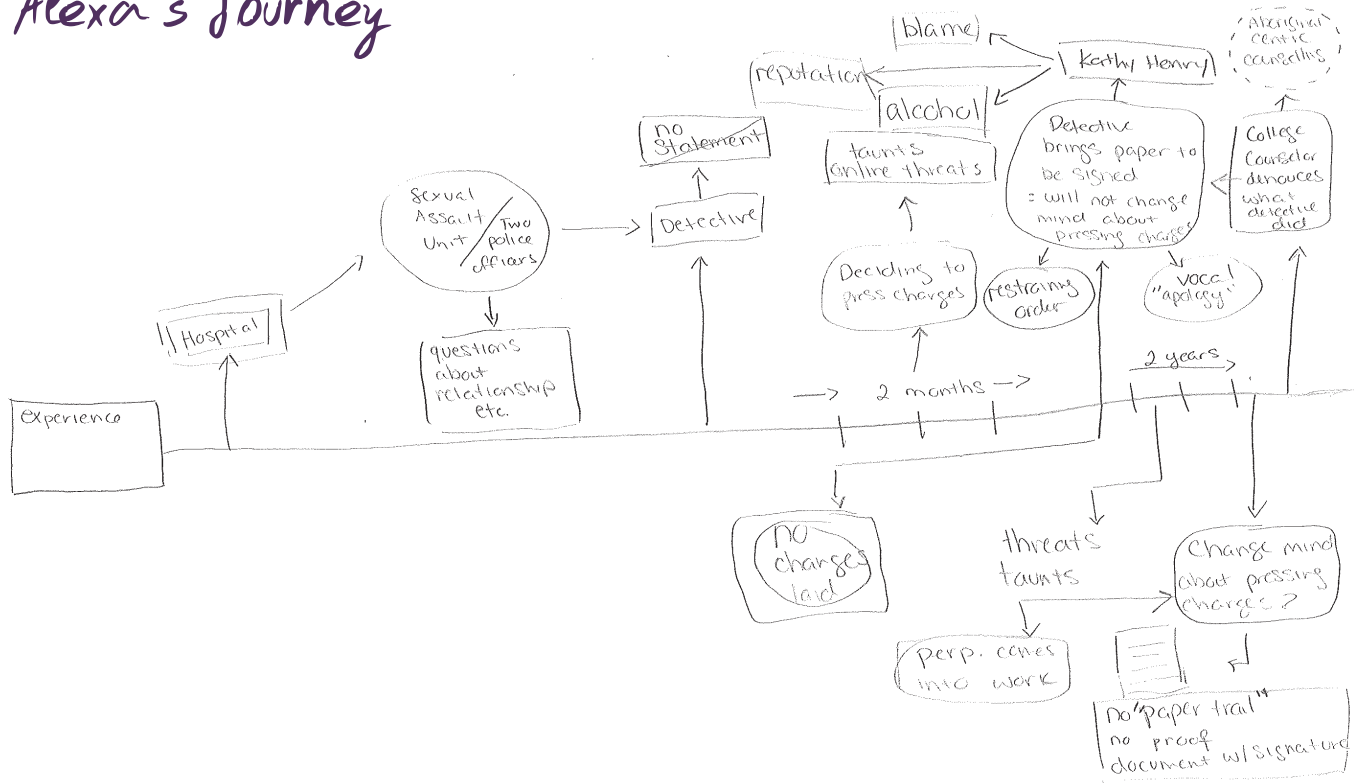 Alexa's Journey
experience
Hospital
Sexual
Assault
Unit
Two
police
officers
questions
about
relationship
etc.
no
Statement
Detective
reputation
blame
alcohol
taunts
online threats
Deciding to
press charges
2 months
Kathy Henry
Detective
brings paper to
be signed
= will not change
mind about
pressing charges
restraining
order
vocal
"apology"
Aboriginal
centric
counselling
College
Counselor
denounces
what
detective
did
2 years
no
charges
laid
threats
taunts
perp. comes
into work
Change mind
about pressing
charges?
no "paper trail"
no proof
document w/signature